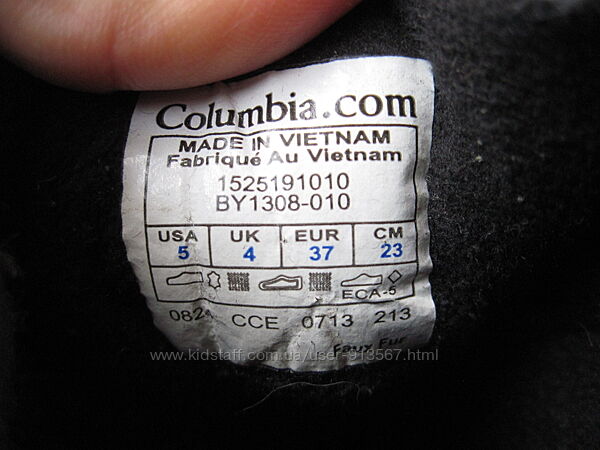 Columbia.com
MADE IN VIETNAM
Fabriqué Au Vietnam
1525191010
BY1308-010
USA UK EUR CM
5 4 37 23
ECA-5
0824 CCE 0713 213
Faux Fur
www.kidstaff.com.ua/user-913567.html